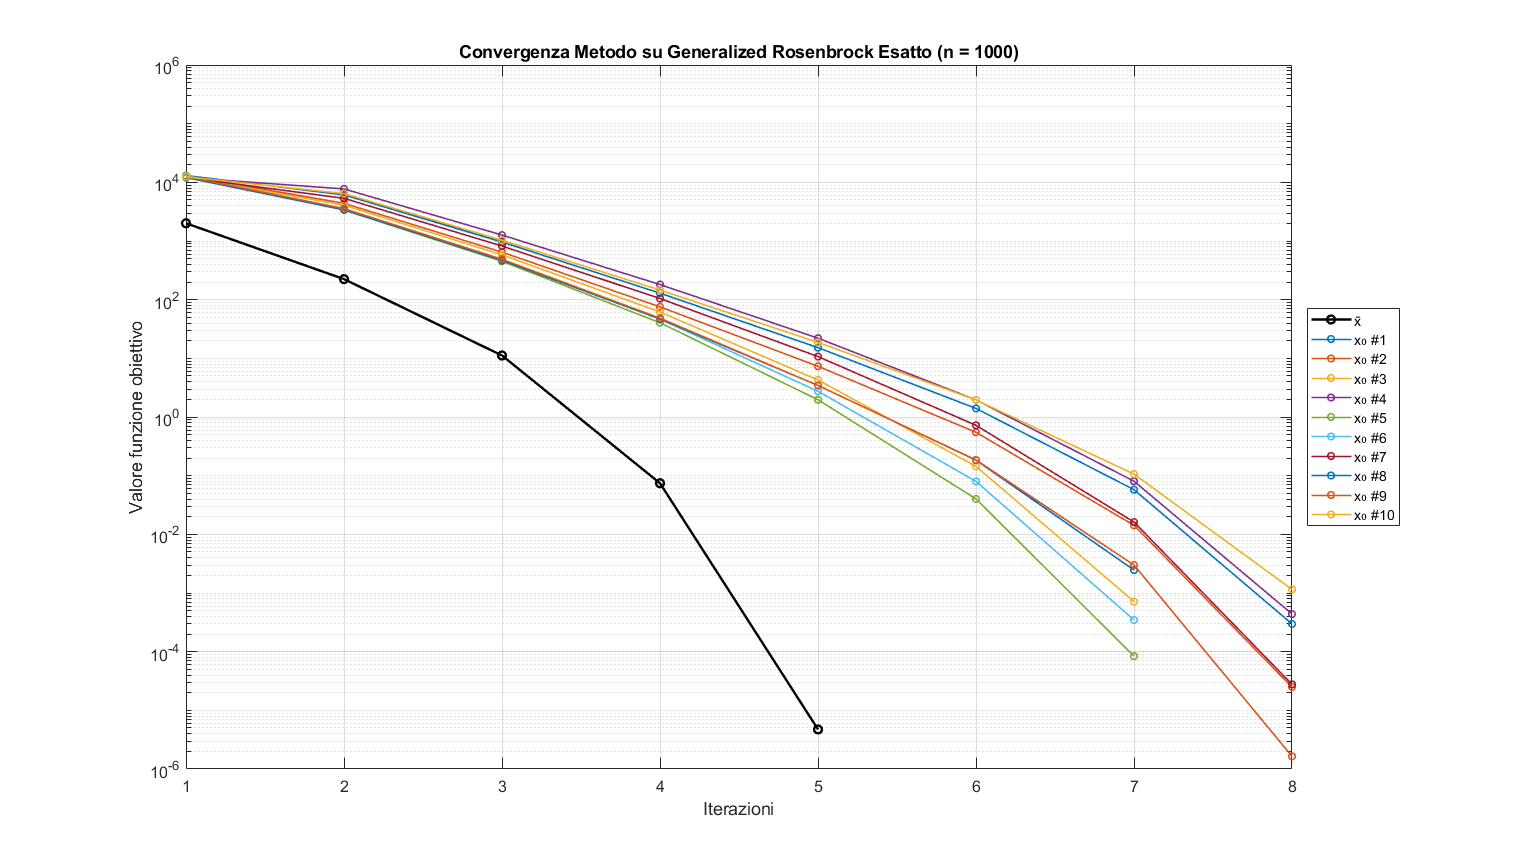 Convergenza Metodo su Generalized Rosenbrock Esatto (n = 1000)
10^6
10^4
10^2
10^0
10^-2
10^-4
10^-6
Valore funzione obiettivo
1 2 3 4 5 6 7 8
Iterazioni
x̄
x₀ #1
x₀ #2
x₀ #3
x₀ #4
x₀ #5
x₀ #6
x₀ #7
x₀ #8
x₀ #9
x₀ #10